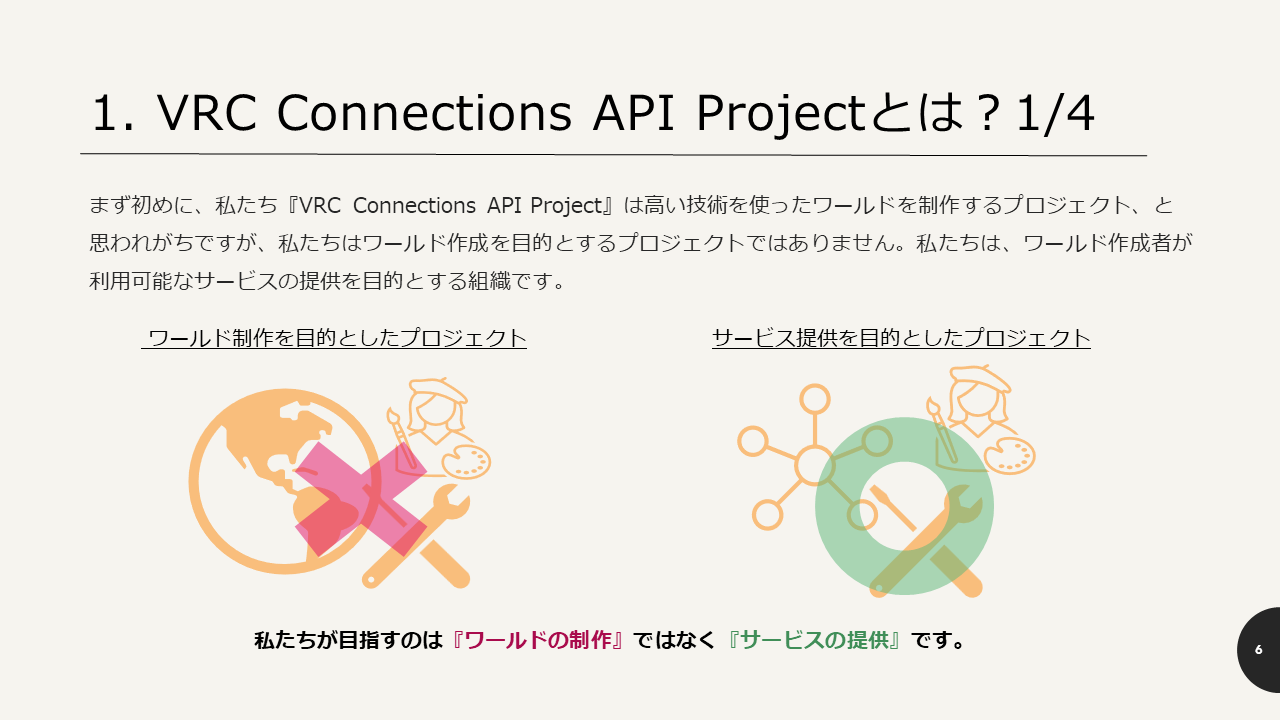 1. VRC Connections API Projectとは？1/4
まず初めに、私たち『VRC Connections API Project』は高い技術を使ったワールドを制作するプロジェクト、と
思われがちですが、私たちはワールド作成を目的とするプロジェクトではありません。私たちは、ワールド作成者が
利用可能なサービスの提供を目的とする組織です。
ワールド制作を目的としたプロジェクト
サービス提供を目的としたプロジェクト
私たちが目指すのは『ワールドの制作』ではなく『サービスの提供』です。
6